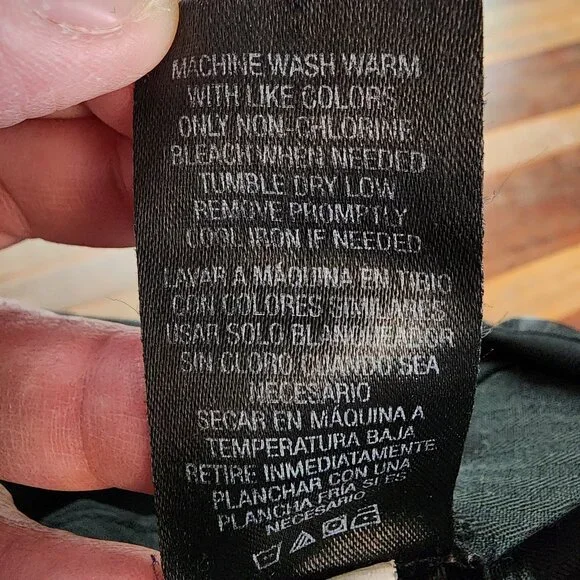 MACHINE WASH WARM
WITH LIKE COLORS
ONLY NON-CHLORINE
BLEACH WHEN NEEDED
TUMBLE DRY LOW
REMOVE PROMPTLY
COOL IRON IF NEEDED
LAVAR A MÁQUINA EN TIBIO
CON COLORES SIMILARES
USAR SOLO BLANQUEADOR
SIN CLORO CUANDO SEA
NECESARIO
SECAR EN MÁQUINA A
TEMPERATURA BAJA
RETIRE INMEDIATAMENTE
PLANCHAR CON UNA
PLANCHA FRÍA SI ES
NECESARIO